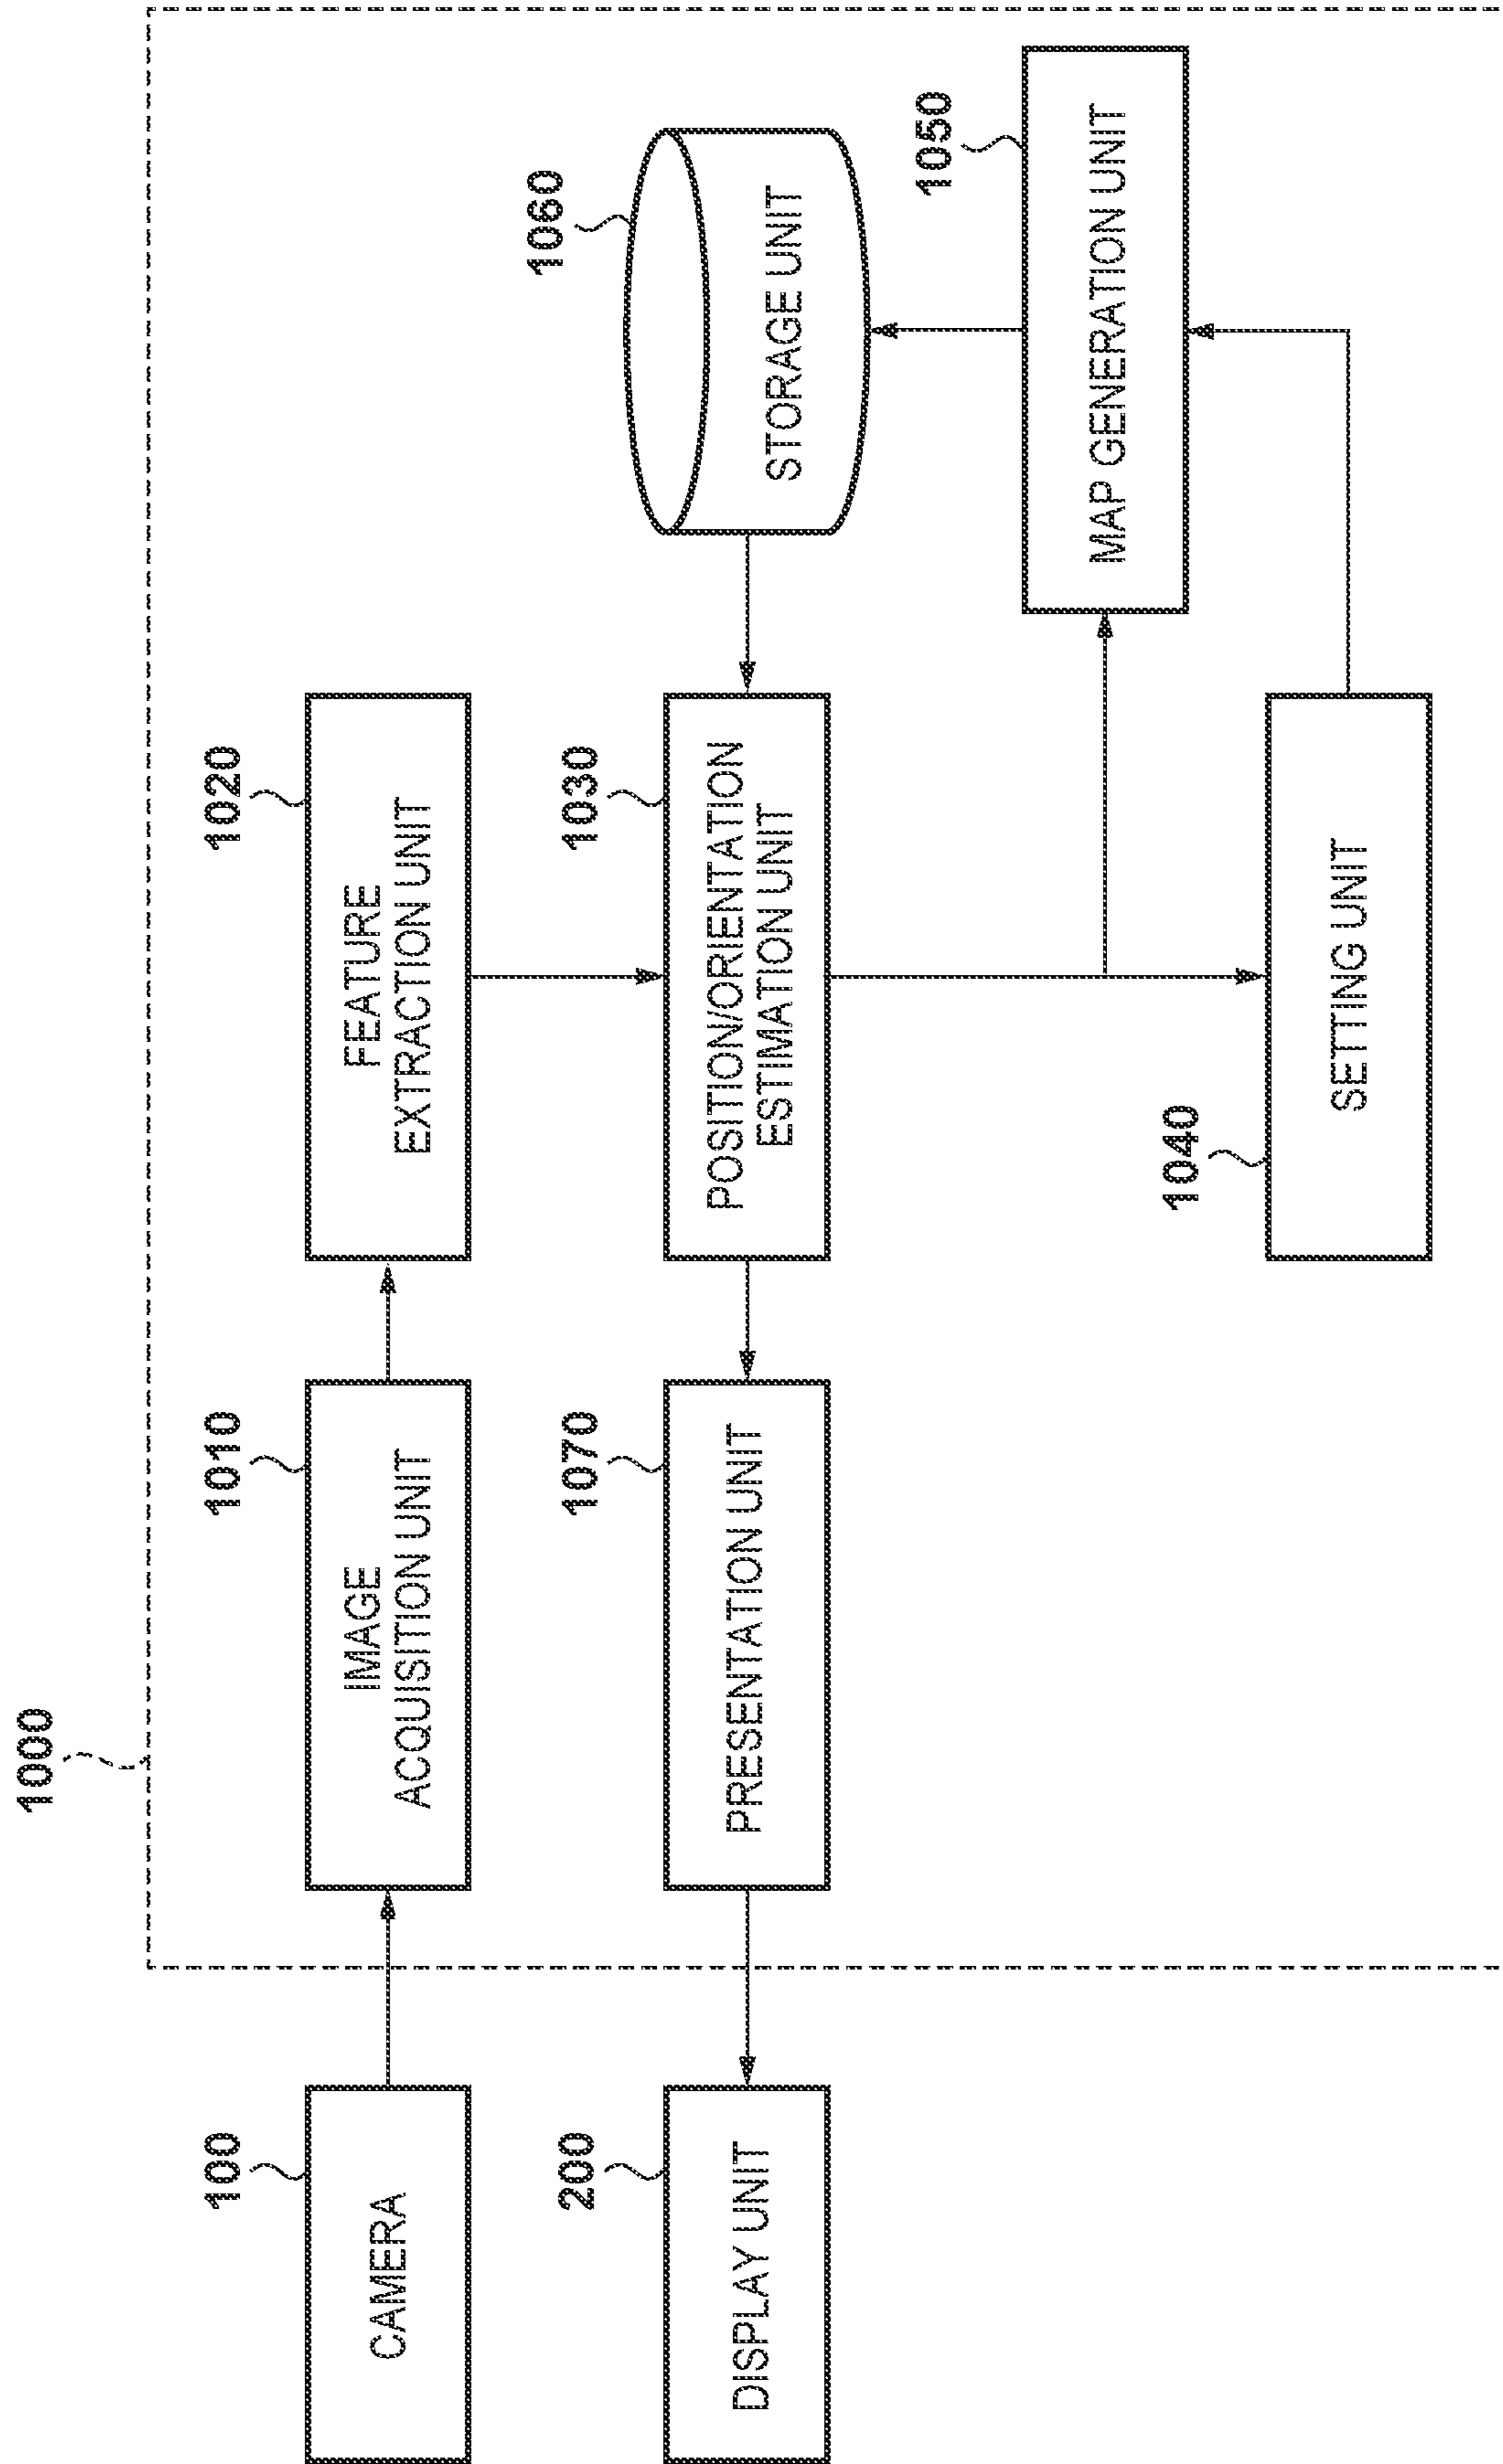 1000
100
CAMERA
1010
IMAGE
ACQUISITION UNIT
1020
FEATURE
EXTRACTION UNIT
200
DISPLAY UNIT
1070
PRESENTATION UNIT
1030
POSITION/ORIENTATION
ESTIMATION UNIT
1060
STORAGE UNIT
1050
MAP GENERATION UNIT
1040
SETTING UNIT